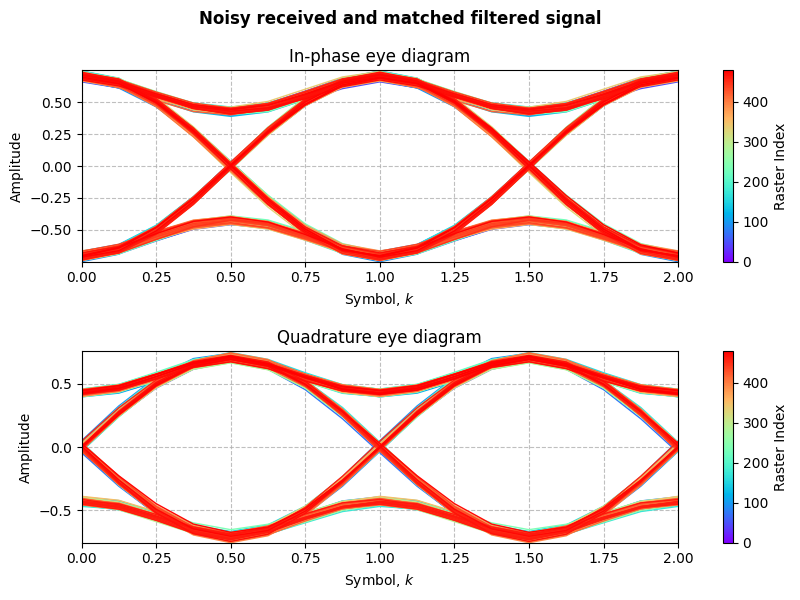 Noisy received and matched filtered signal
In-phase eye diagram
0.50
0.25
0.00
−0.25
−0.50
Amplitude
0.00 0.25 0.50 0.75 1.00 1.25 1.50 1.75 2.00
Symbol, k
400
300
200
100
0
Raster Index
Quadrature eye diagram
0.5
0.0
−0.5
Amplitude
0.00 0.25 0.50 0.75 1.00 1.25 1.50 1.75 2.00
Symbol, k
400
300
200
100
0
Raster Index